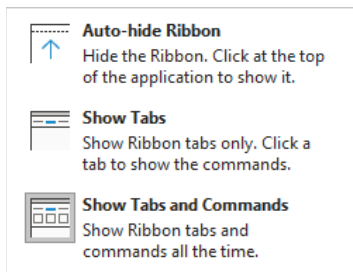 Auto-hide Ribbon
Hide the Ribbon. Click at the top
of the application to show it.
Show Tabs
Show Ribbon tabs only. Click a
tab to show the commands.
Show Tabs and Commands
Show Ribbon tabs and
commands all the time.